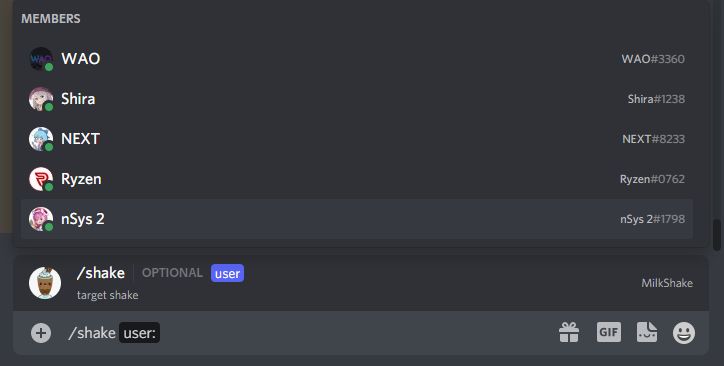 MEMBERS
WAO WAO#3360
Shira Shira#1238
NEXT NEXT#8233
Ryzen Ryzen#0762
nSys 2 nSys 2#1798
/shake OPTIONAL user
target shake MilkShake
/shake user: GIF